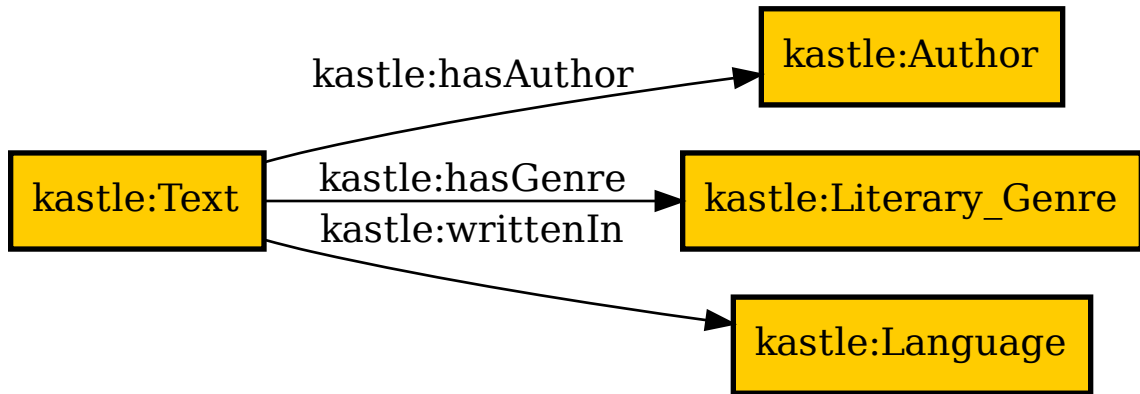 kastle:Author
kastle:hasAuthor
kastle:Text
kastle:hasGenre
kastle:Literary_Genre
kastle:writtenIn
kastle:Language